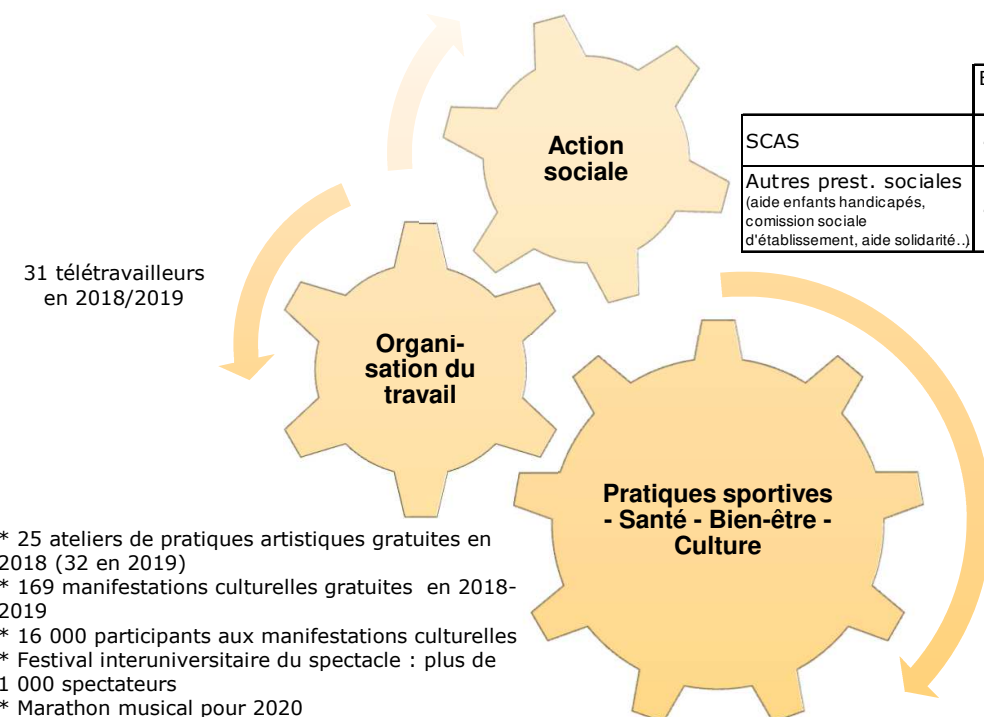 Action
sociale
SCAS
Autres prest. sociales
(aide enfants handicapés,
comission sociale
d'établissement, aide solidarité..)
31 télétravailleurs
en 2018/2019
Organi-
sation du
travail
Pratiques sportives
- Santé - Bien-être -
Culture
* 25 ateliers de pratiques artistiques gratuites en
2018 (32 en 2019)
* 169 manifestations culturelles gratuites en 2018-
2019
* 16 000 participants aux manifestations culturelles
* Festival interuniversitaire du spectacle : plus de
1 000 spectateurs
* Marathon musical pour 2020